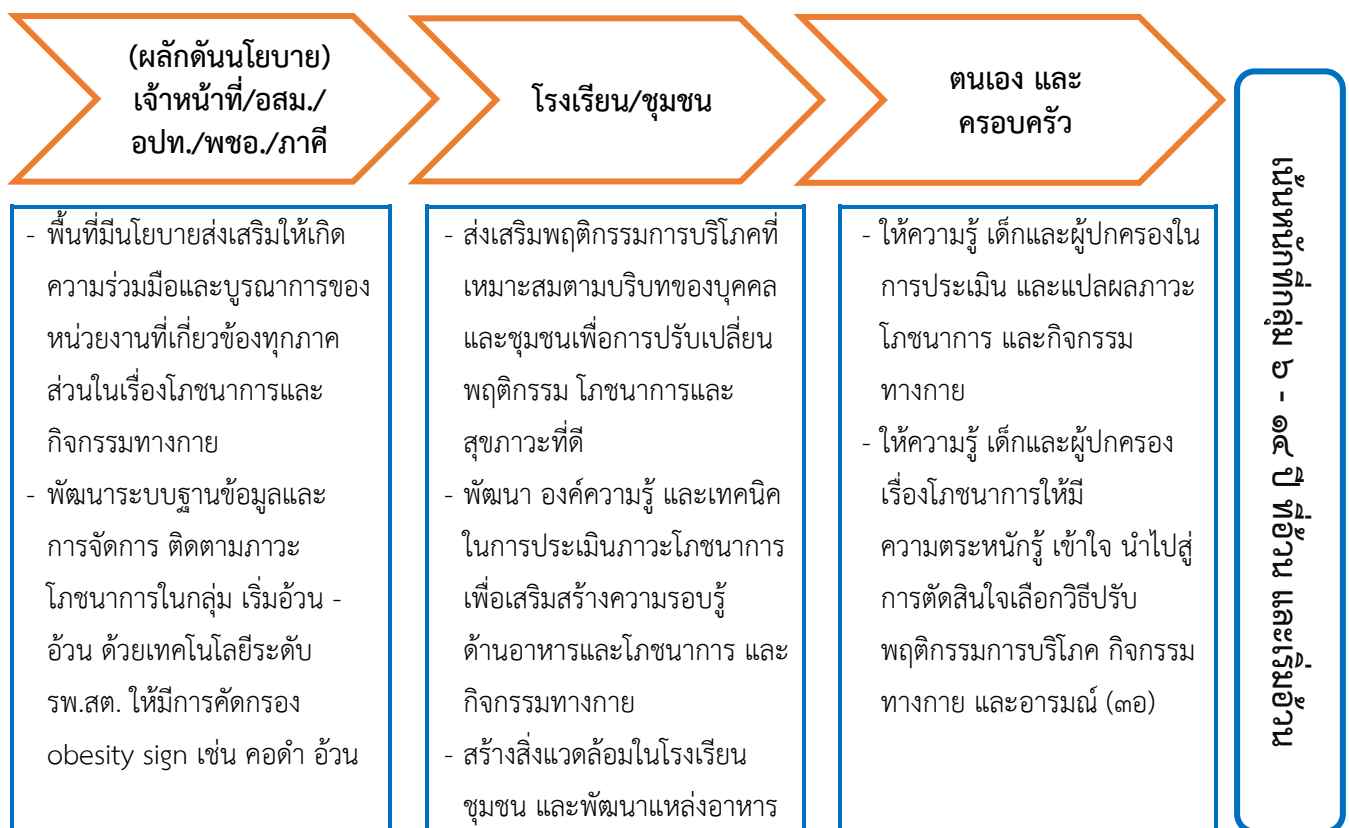 (ผลักดันนโยบาย)
เจ้าหน้าที่/อสม./
อปท./พชอ./ภาคี
โรงเรียน/ชุมชน
ตนเอง และ
ครอบครัว
- พื้นที่มีนโยบายส่งเสริมให้เกิด
ความร่วมมือและบูรณาการของ
หน่วยงานที่เกี่ยวข้องทุกภาค
ส่วนในเรื่องโภชนาการและ
กิจกรรมทางกาย
- พัฒนาระบบฐานข้อมูลและ
การจัดการ ติดตามภาวะ
โภชนาการในกลุ่ม เริ่มอ้วน -
อ้วน ด้วยเทคโนโลยีระดับ
รพ.สต. ให้มีการคัดกรอง
obesity sign เช่น คอดำ อ้วน
- ส่งเสริมพฤติกรรมการบริโภคที่
เหมาะสมตามบริบทของบุคคล
และชุมชนเพื่อการปรับเปลี่ยน
พฤติกรรม โภชนาการและ
สุขภาวะที่ดี
- พัฒนา องค์ความรู้ และเทคนิค
ในการประเมินภาวะโภชนาการ
เพื่อเสริมสร้างความรอบรู้
ด้านอาหารและโภชนาการ และ
กิจกรรมทางกาย
- สร้างสิ่งแวดล้อมในโรงเรียน
ชุมชน และพัฒนาแหล่งอาหาร
- ให้ความรู้ เด็กและผู้ปกครองใน
การประเมิน และแปลผลภาวะ
โภชนาการ และกิจกรรม
ทางกาย
- ให้ความรู้ เด็กและผู้ปกครอง
เรื่องโภชนาการให้มี
ความตระหนักรู้ เข้าใจ นำไปสู่
การตัดสินใจเลือกวิธีปรับ
พฤติกรรมการบริโภค กิจกรรม
ทางกาย และอารมณ์ (๓อ)
เน้นหนักที่กลุ่ม ๖ - ๑๔ ปี ที่อ้วน และเริ่มอ้วน